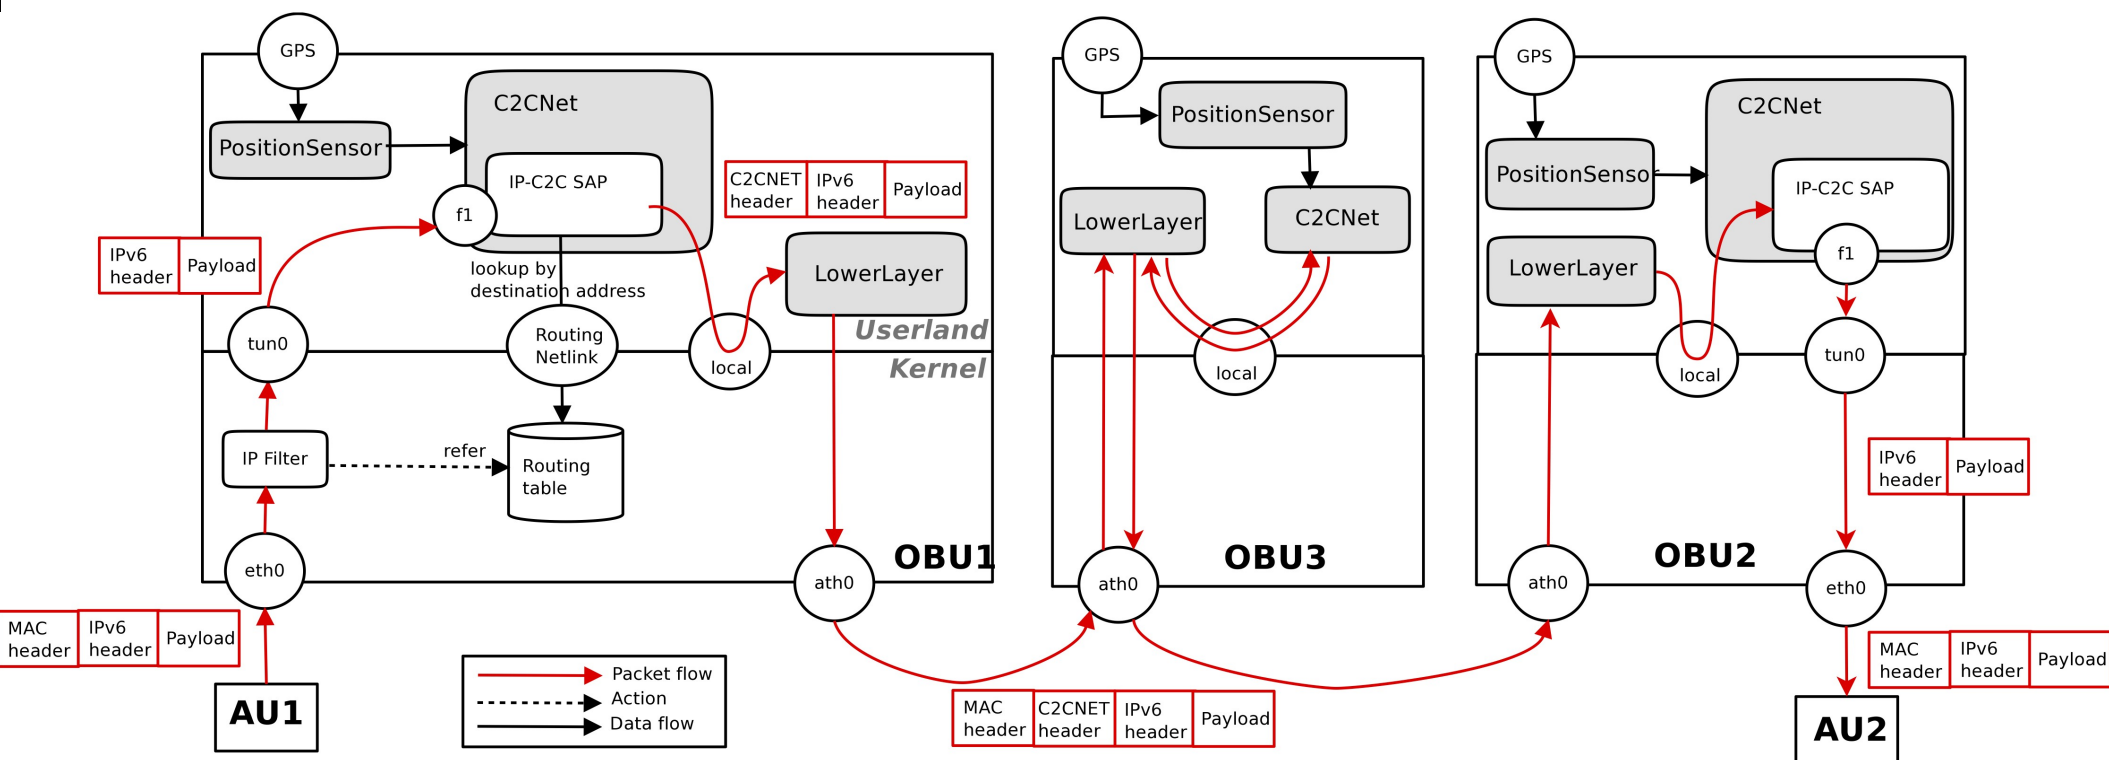 GPS
C2CNet
PositionSensor
IP-C2C SAP
f1
C2CNET
header
IPv6
header
Payload
IPv6
header
Payload
lookup by
destination address
LowerLayer
Userland
tun0
Routing
Netlink
local
Kernel
IP Filter
refer
Routing
table
OBU1
eth0
ath0
MAC
header
IPv6
header
Payload
AU1
Packet flow
Action
Data flow
GPS
PositionSensor
LowerLayer
C2CNet
local
OBU3
ath0
MAC
header
C2CNET
header
IPv6
header
Payload
GPS
C2CNet
PositionSenso
IP-C2C SAP
f1
LowerLayer
local
tun0
IPv6
header
Payload
OBU2
ath0
eth0
MAC
header
IPv6
header
Payload
AU2